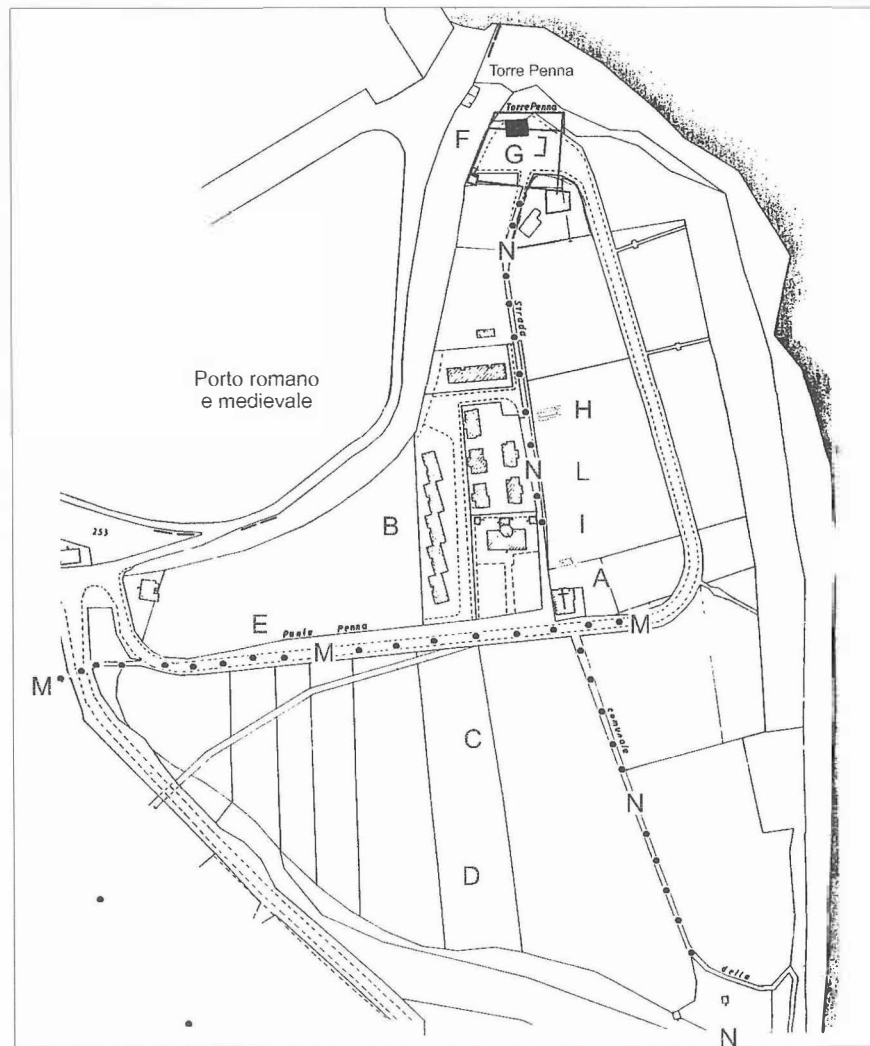 Torre Penna
Torre Penna
F
G
N
Strada
Porto romano
e medievale
H
N
L
B
I
253
A
E
Punta Penna
M
M
M
C
comunale
N
D
della
N